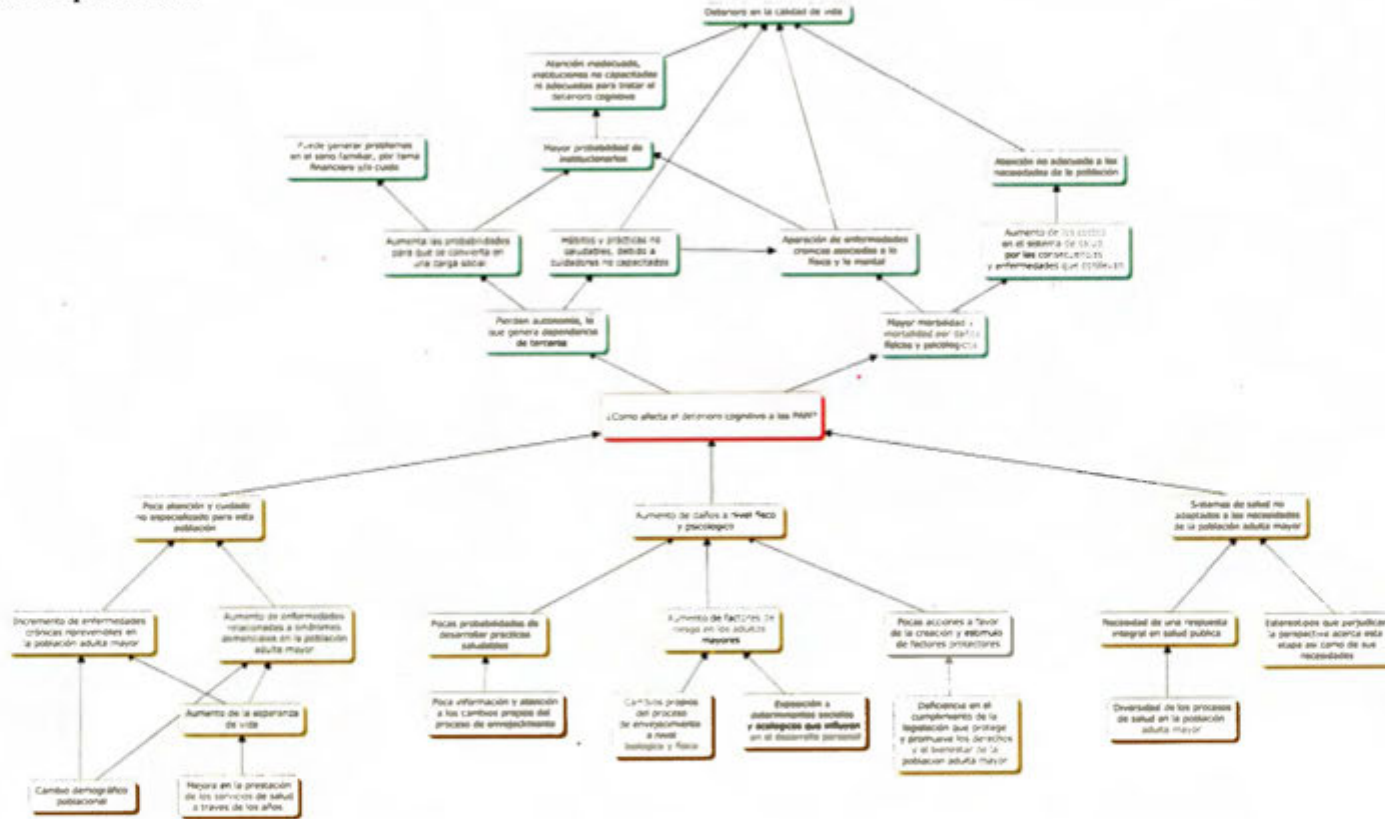 Deterioro en la calidad de vida
Atención inadecuada,
instituciones no capacitadas
ni adecuadas para tratar el
deterioro cognitivo
Puede generar problemas
en el seno familiar, por tema
financiero y/o cuido
Mayor probabilidad de
institucionarlos
Atención no adecuada a las
necesidades de la población
Aumenta las probabilidades
para que se convierta en
una carga social
Hábitos y prácticas no
saludables, debido a
cuidadores no capacitados
Aparición de enfermedades
crónicas asociadas a lo
físico y lo mental
Aumento de los costos
en el sistema de salud
por las consecuencias
y enfermedades que conllevan
Pierden autonomía, lo
que genera dependencia
de terceros
Mayor morbilidad y
mortalidad por daños
físicos y psicológicos
¿Como afecta el deterioro cognitivo a las PAM?
Poca atención y cuidado
no especializado para esta
población
Aumento de daños a nivel físico
y psicológico
Sistemas de salud no
adaptados a las necesidades
de la población adulta mayor
Incremento de enfermedades
crónicas
la población adulta mayor
Aumento de enfermedades
relacionadas a síndromes
demenciales en la población
adulta mayor
Pocas probabilidades de
desarrollar prácticas
saludables
Aumento de factores de
riesgo en los adultos
mayores
Pocas acciones a favor
de la creación y estímulo
de factores protectores
Necesidad de una respuesta
integral en salud pública
Estereotipos que perjudican
la perspectiva acerca esta
etapa así como de sus
necesidades
Aumento de la esperanza
de vida
Poca información y atención
a los cambios propios del
proceso de envejecimiento
Cambios propios
del proceso
de envejecimiento
a nivel
biológico y físico
Exposición a
determinantes sociales
y ecológicos que influyen
en el desarrollo personal
Deficiencia en el
cumplimiento de la
legislación que protege
y promueve los derechos
y el bienestar de la
población adulta mayor
Diversidad de los procesos
de salud en la población
adulta mayor
Cambio demográfico
poblacional
Mejora en la prestación
de los servicios de salud
a traves de los años